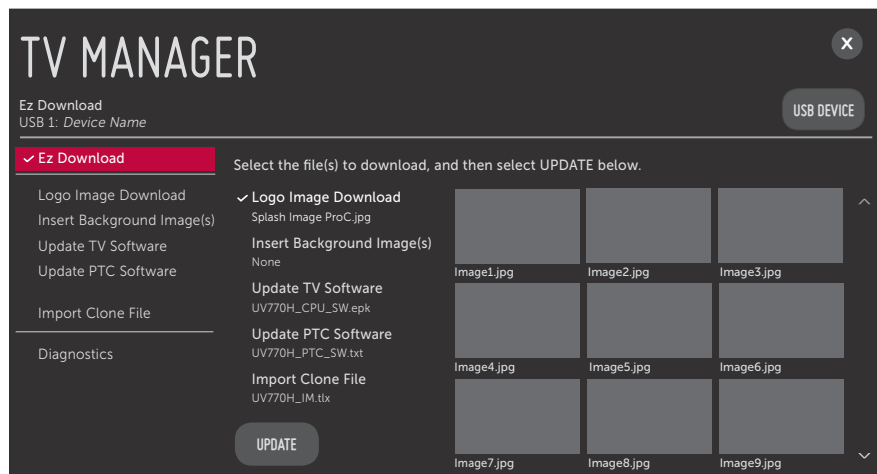 TV MANAGER
X
Ez Download
USB 1: Device Name
USB DEVICE
Ez Download
Logo Image Download
Insert Background Image(s)
Update TV Software
Update PTC Software
Import Clone File
Diagnostics
Select the file(s) to download, and then select UPDATE below.
Logo Image Download
Splash Image ProC.jpg
Insert Background Image(s)
None
Update TV Software
UV770H_CPU_SW.epk
Update PTC Software
UV770H_PTC_SW.txt
Import Clone File
UV770H_IM.tlx
UPDATE
Image1.jpg
Image2.jpg
Image3.jpg
Image4.jpg
Image5.jpg
Image6.jpg
Image7.jpg
Image8.jpg
Image9.jpg